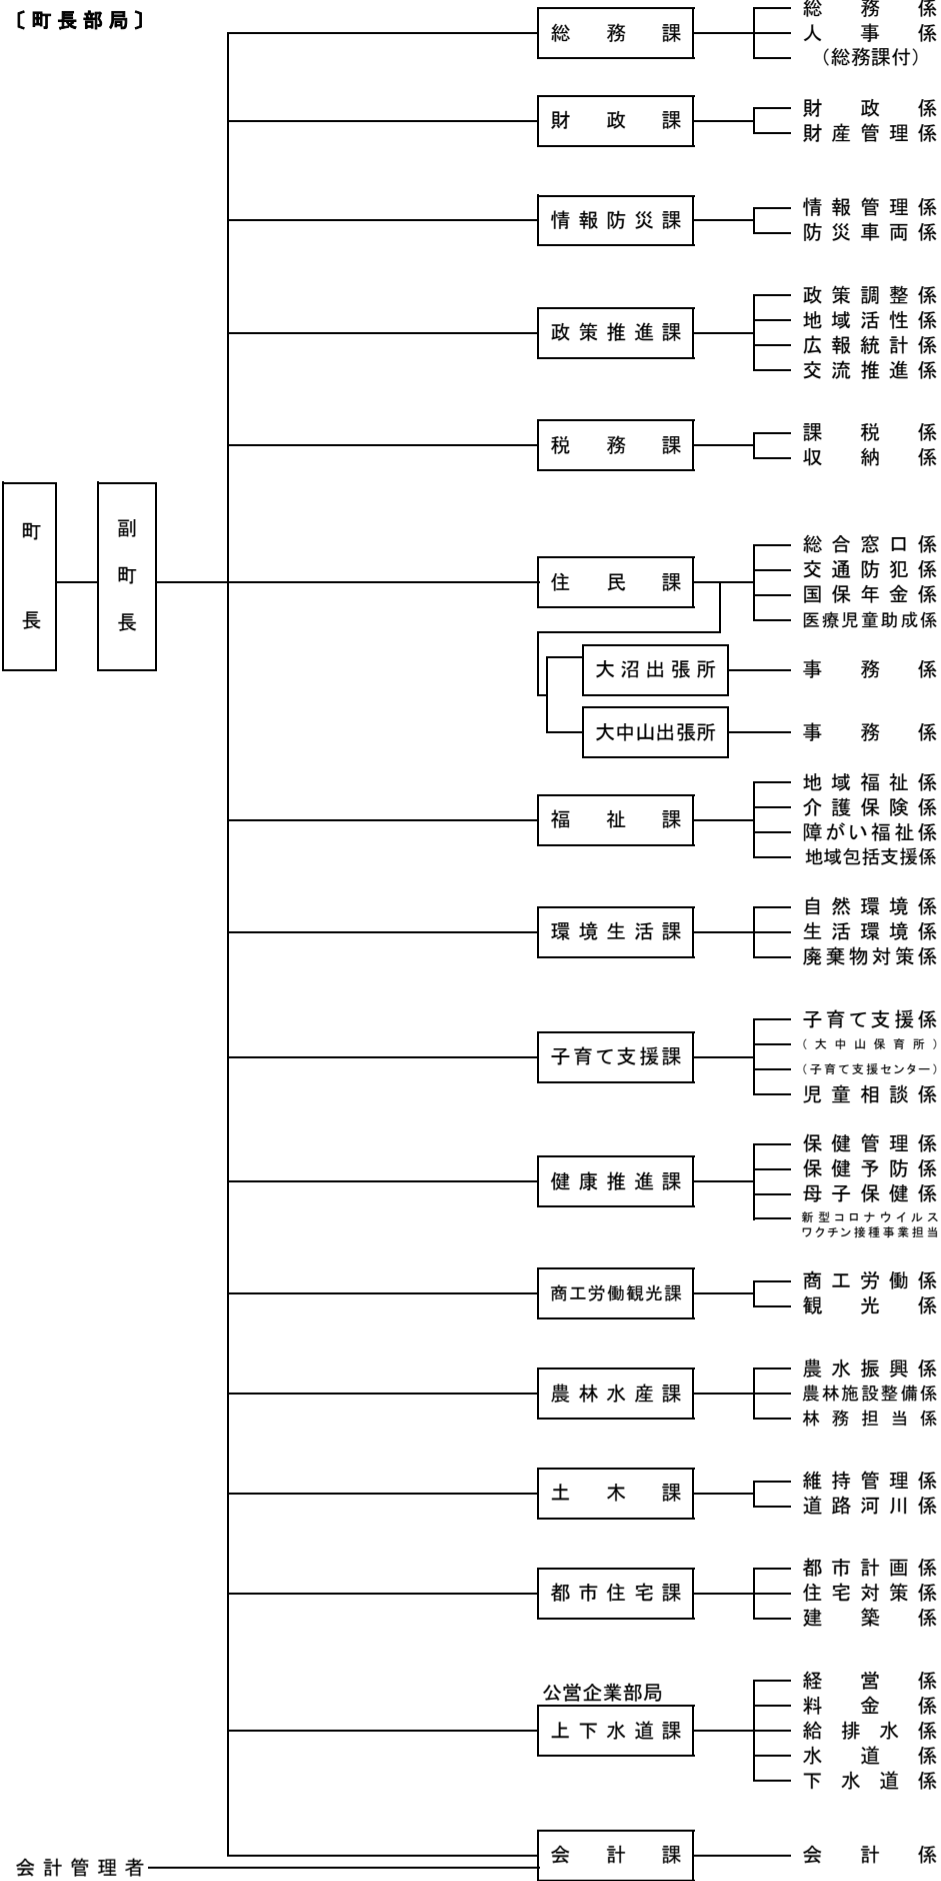 〔町長部局〕
総務課
総務係
人事係
（総務課付）
財政課
財政係
財産管理係
情報防災課
情報管理係
防災車両係
政策推進課
政策調整係
地域活性係
広報統計係
交流推進係
税務課
課税係
収納係
町長
副町長
住民課
総合窓口係
交通防犯係
国保年金係
医療児童助成係
大沼出張所
事務係
大中山出張所
事務係
福祉課
地域福祉係
介護保険係
障がい福祉係
地域包括支援係
環境生活課
自然環境係
生活環境係
廃棄物対策係
子育て支援課
子育て支援係
（大中山保育所）
（子育て支援センター）
児童相談係
健康推進課
保健管理係
保健予防係
母子保健係
新型コロナウイルス
ワクチン接種事業担当
商工労働観光課
商工労働係
観光係
農林水産課
農水振興係
農林施設整備係
林務担当係
土木課
維持管理係
道路河川係
都市住宅課
都市計画係
住宅対策係
建築係
公営企業部局
上下水道課
経営係
料金係
給排水係
水道係
下水道係
会計課
会計係
会計管理者